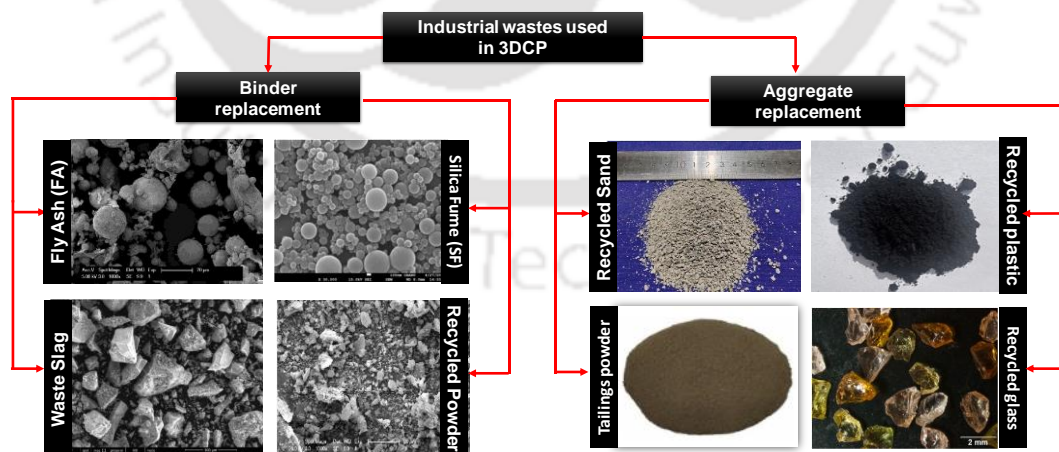 Industrial wastes used
in 3DCP
Binder
replacement
Aggregate
replacement
Fly Ash (FA)
Silica Fume (SF)
Recycled Sand
Recycled plastic
Waste Slag
Recycled Powder
Tailings powder
Recycled glass
2 mm